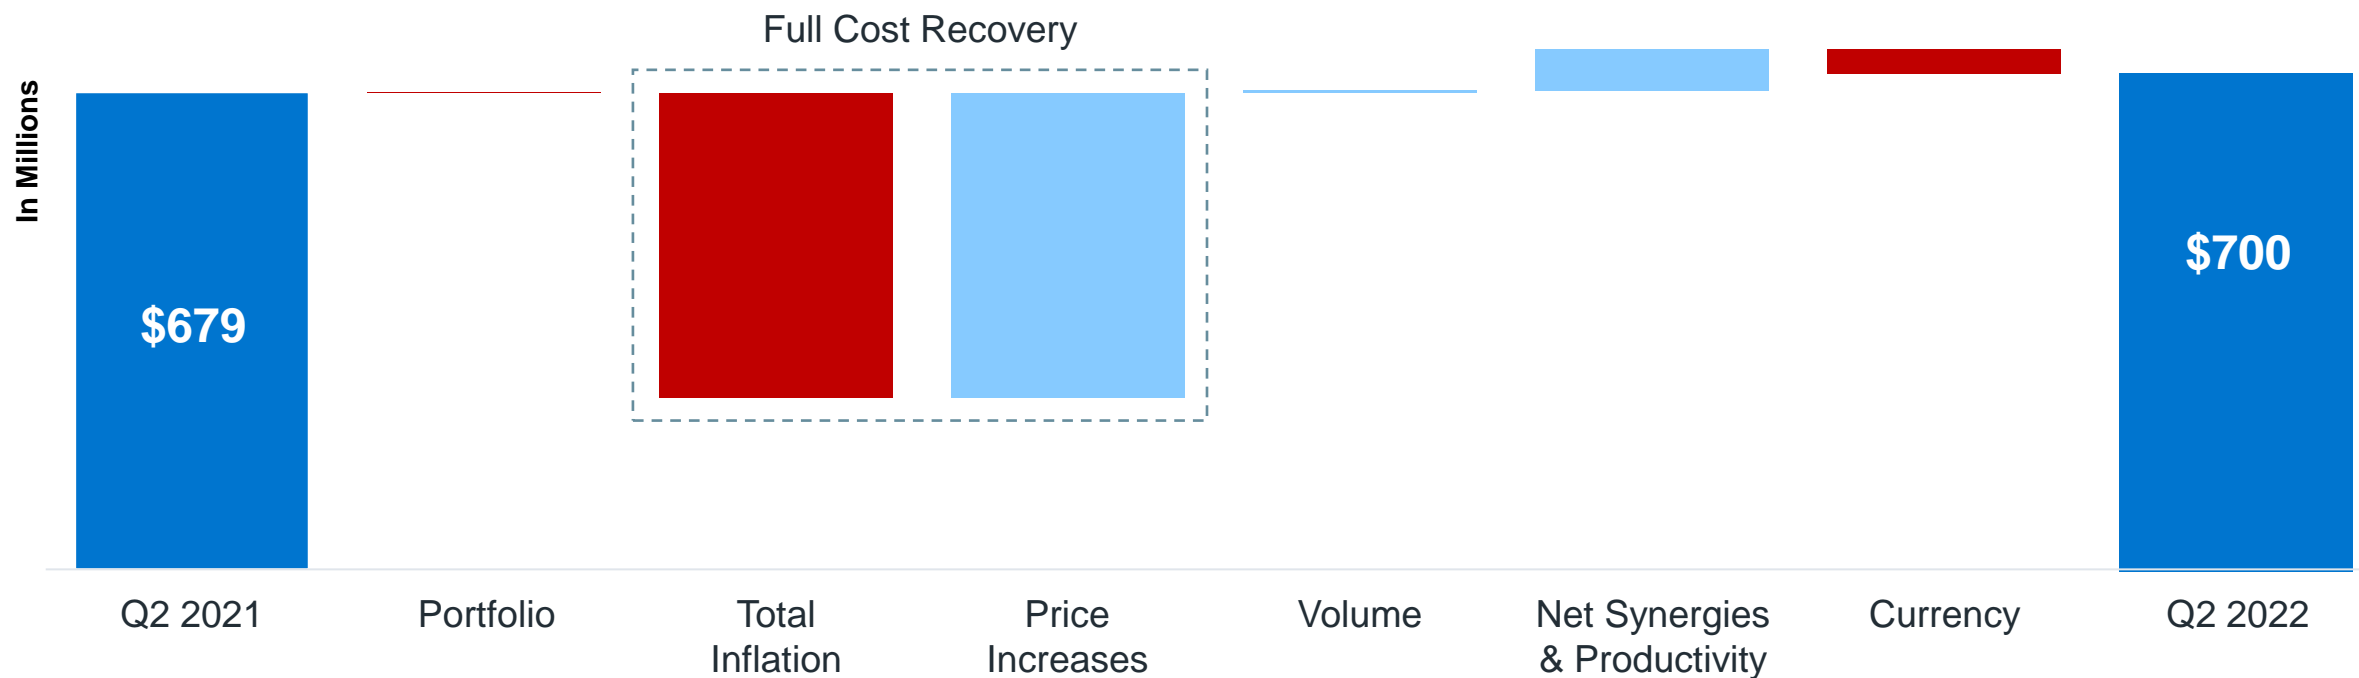 Full Cost Recovery
In Millions
$679
$700
Q2 2021
Portfolio
Total
Inflation
Price
Increases
Volume
Net Synergies
& Productivity
Currency
Q2 2022